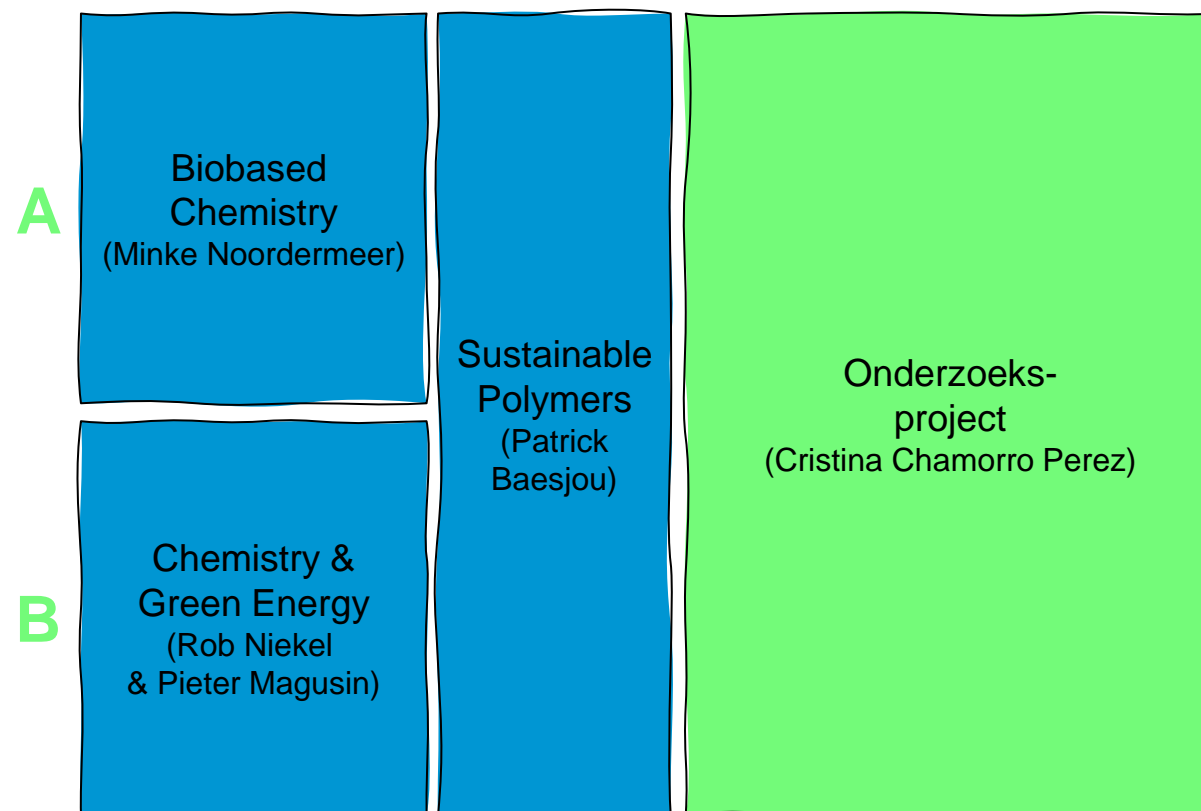 A
Biobased
Chemistry
(Minke Noordermeer)
B
Chemistry &
Green Energy
(Rob Niekel
& Pieter Magusin)
Sustainable
Polymers
(Patrick
Baesjou)
Onderzoeks-
project
(Cristina Chamorro Perez)